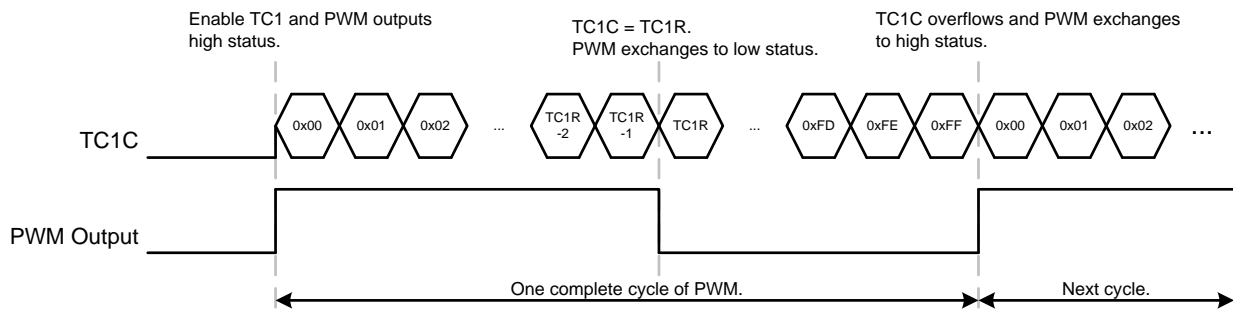 Enable TC1 and PWM outputs
high status.
TC1C = TC1R.
PWM exchanges to low status.
TC1C overflows and PWM exchanges
to high status.
TC1C
0x00
0x01
0x02
...
TC1R
-2
TC1R
-1
TC1R
...
0xFD
0xFE
0xFF
0x00
0x01
0x02
...
PWM Output
One complete cycle of PWM.
Next cycle.